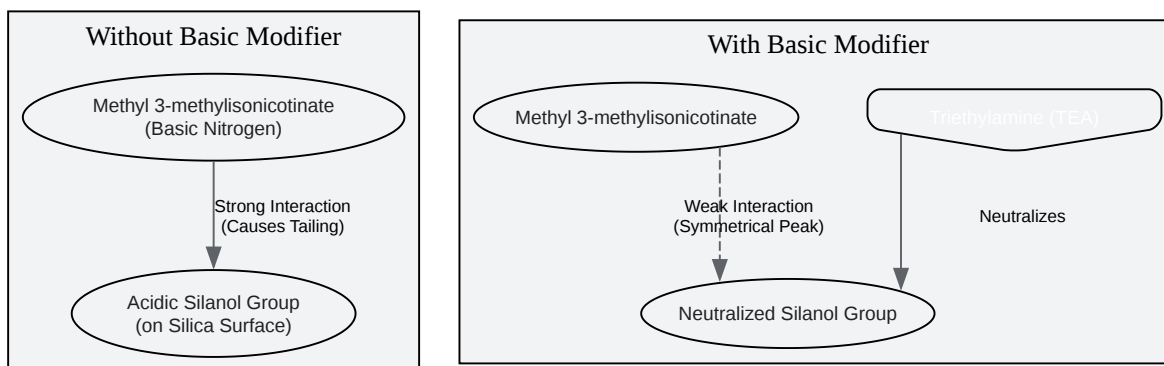 Without Basic Modifier
Methyl 3-methylisonicotinate
(Basic Nitrogen)
Strong Interaction
(Causes Tailing)
Acidic Silanol Group
(on Silica Surface)
With Basic Modifier
Methyl 3-methylisonicotinate
Triethylamine (TEA)
Weak Interaction
(Symmetrical Peak)
Neutralizes
Neutralized Silanol Group